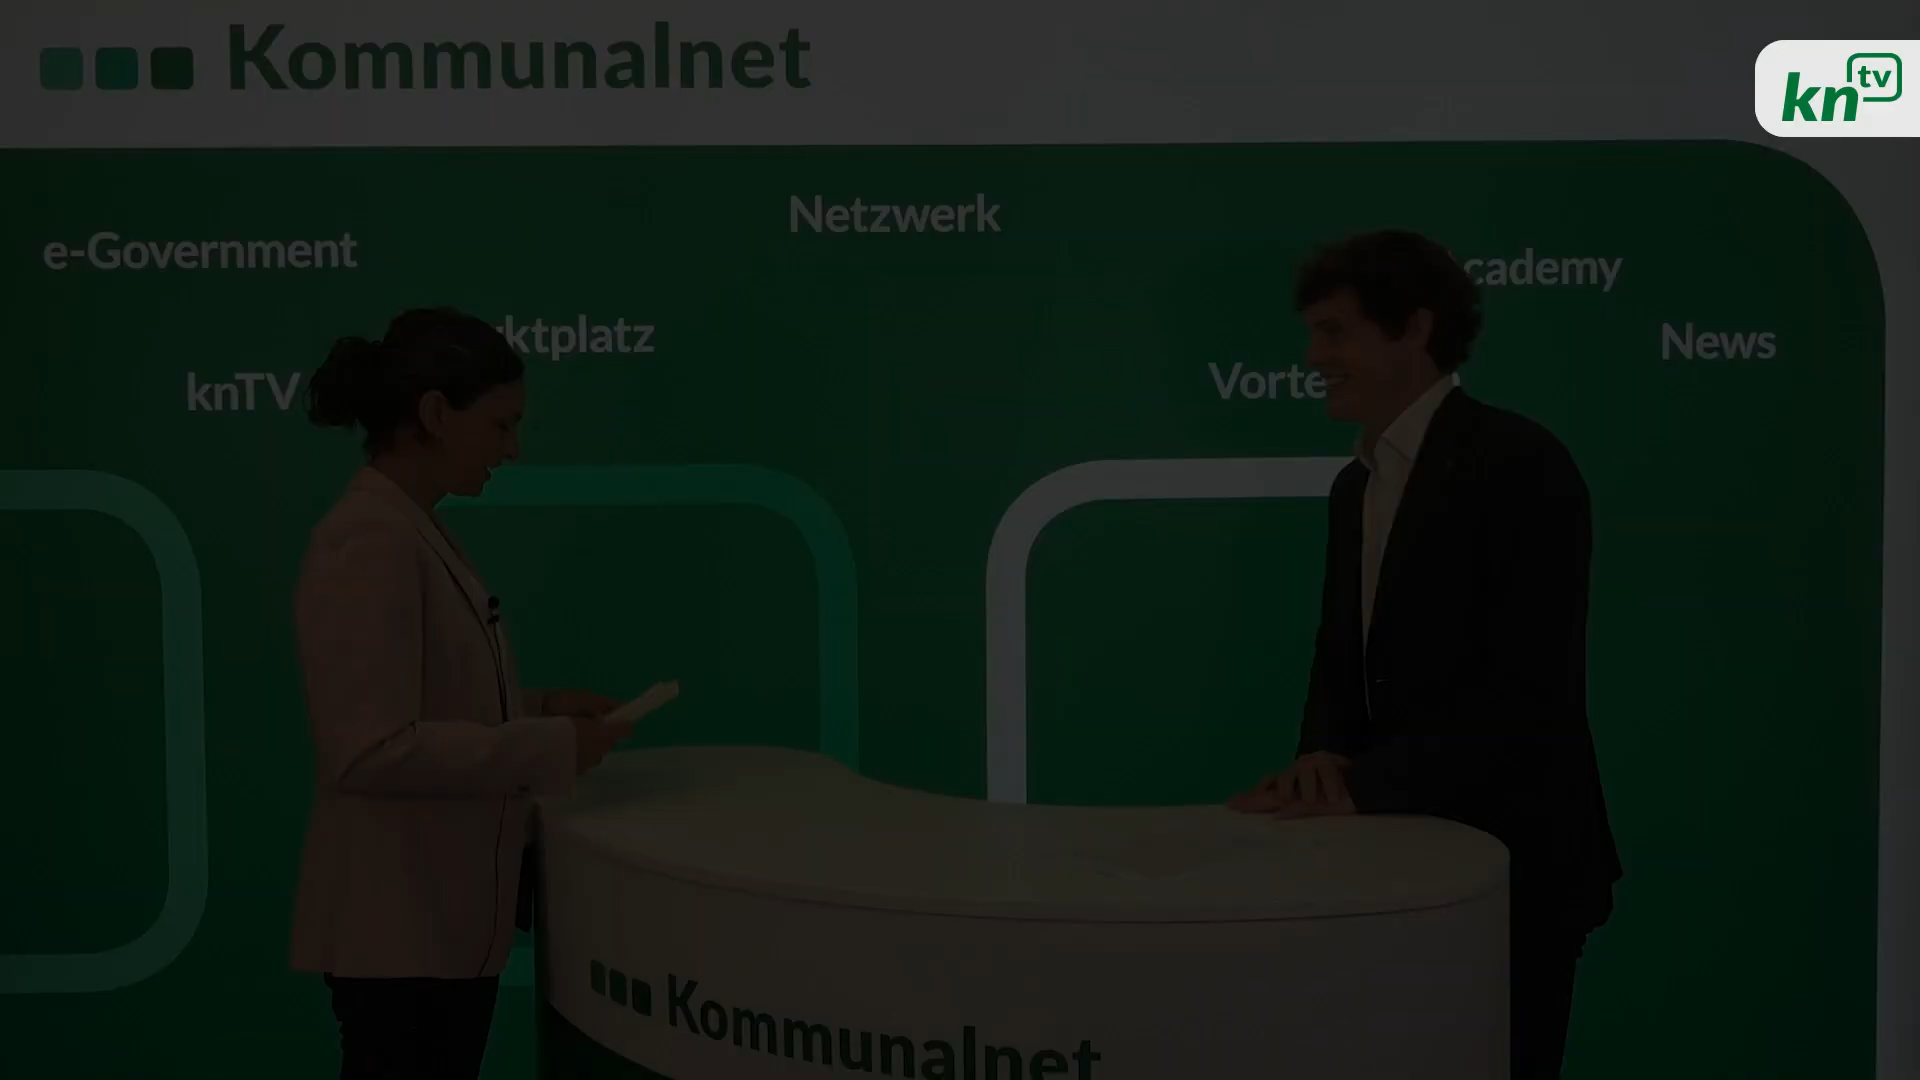 Kommunalnet
kn tv
Netzwerk
e-Government
cademy
ktplatz
News
knTV
Vorte
Kommunalnet